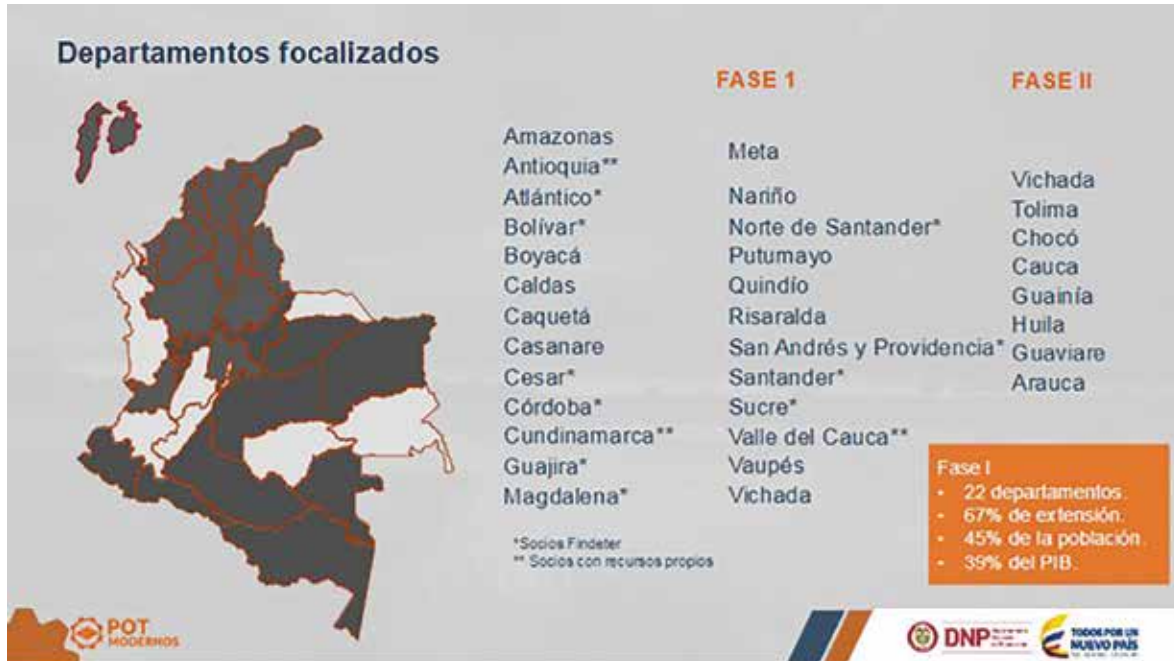 Departamentos focalizados
FASE 1
FASE II
Amazonas
Antioquia**
Atlántico*
Bolívar*
Boyacá
Caldas
Caquetá
Casanare
Cesar*
Córdoba*
Cundinamarca**
Guajira*
Magdalena*
Meta
Nariño
Norte de Santander*
Putumayo
Quindío
Risaralda
San Andrés y Providencia*
Santander*
Sucre*
Valle del Cauca**
Vaupés
Vichada
Vichada
Tolima
Chocó
Cauca
Guainía
Huila
Guaviare
Arauca
*Socios Findeter
** Socios con recursos propios
Fase I
- 22 departamentos.
- 67% de extensión.
- 45% de la población.
- 39% del PIB.
POT
MODERNOS
DNP
TODOS POR UN
NUEVO PAÍS